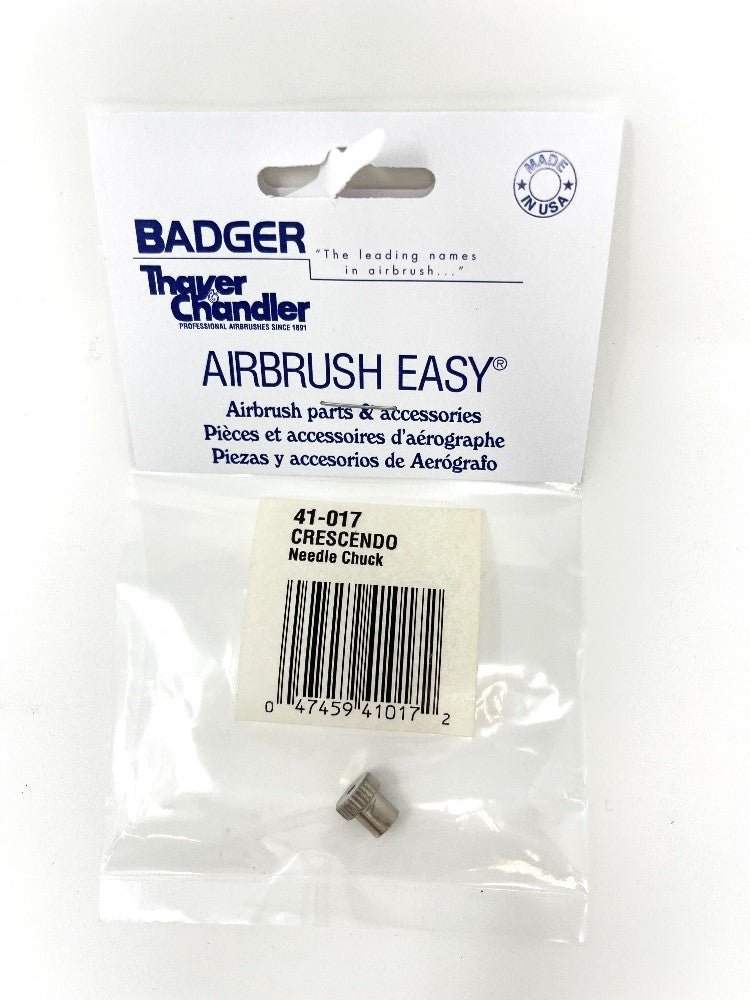 MADE
IN USA
BADGER
"The leading names
in airbrush..."
Thayer &
Chandler
PROFESSIONAL AIRBRUSHES SINCE 1891
AIRBRUSH EASY®
Airbrush parts & accessories
Pièces et accessoires d'aérographe
Piezas y accesorios de Aerógrafo
41-017
CRESCENDO
Needle Chuck
0 47459 41017 2